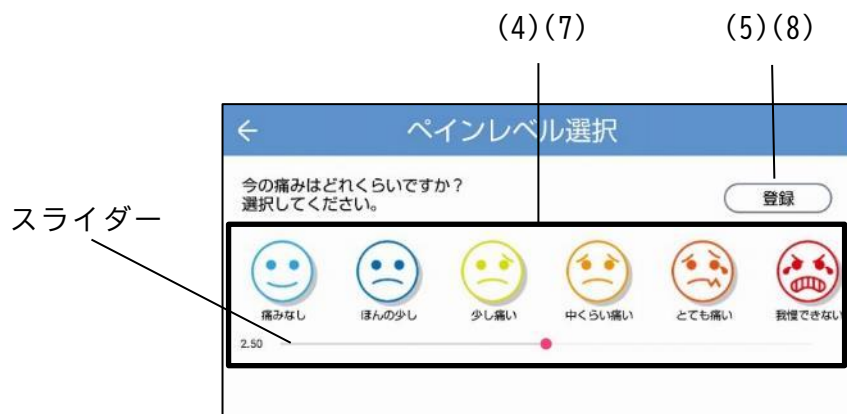 (4)(7)
(5)(8)
ペインレベル選択
今の痛みはどれくらいですか？
選択してください。
登録
スライダー
痛みなし
ほんの少し
少し痛い
中くらい痛い
とても痛い
我慢できない
2.50